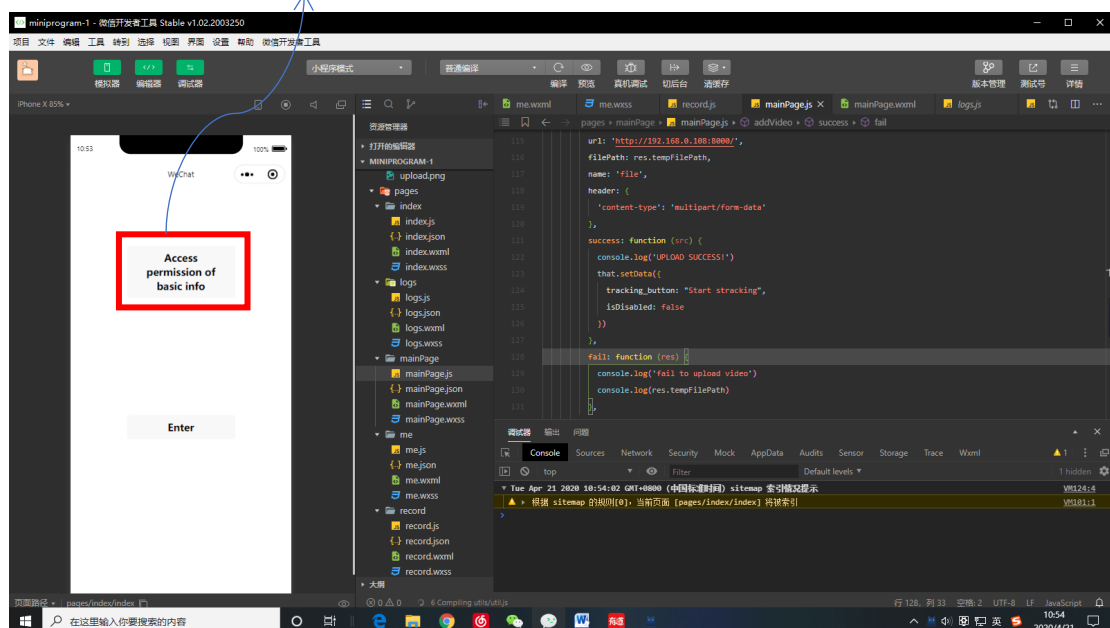 miniprogram-1 - 微信开发者工具 Stable v1.02.2003250
项目 文件 编辑 工具 转到 选择 视图 界面 设置 帮助 微信开发者工具
小程序模式 普通编译
模拟器 编辑器 调试器 编译 预览 真机调试 切后台 清缓存 版本管理 测试号 详情
iPhone X 85%
10:53 100%
WeChat
Access
permission of
basic info
Enter
资源管理器
打开的编辑器
MINIPROGRAM-1
upload.png
pages
index
index.js
index.json
index.wxml
index.wxss
logs
logs.js
logs.json
logs.wxml
logs.wxss
mainPage
mainPage.js
mainPage.json
mainPage.wxml
mainPage.wxss
me
me.js
me.json
me.wxml
me.wxss
record
record.js
record.json
record.wxml
record.wxss
大纲
me.wxml me.wxss record.js mainPage.js mainPage.wxml logs.js
pages mainPage mainPage.js addVideo success fail
115 url: 'http://192.168.0.108:8000/',
116 filePath: res.tempFilePath,
117 name: 'file',
118 header: {
119 'content-type': 'multipart/form-data'
120 },
121 success: function (src) {
122 console.log('UPLOAD SUCCESS!')
123 that.setData({
124 tracking_button: "Start stracking",
125 isDisabled: false
126 })
127 },
128 fail: function (res) {
129 console.log('fail to upload video')
130 console.log(res.tempFilePath)
131 },
调试器 输出 问题
Console Sources Network Security Mock AppData Audits Sensor Storage Trace Wxml 1
top Filter Default levels 1 hidden
Tue Apr 21 2020 10:54:02 GMT+0800 (中国标准时间) sitemap 索引情况提示 VM124:4
根据 sitemap 的规则[0]，当前页面 [pages/index/index] 将被索引 VM101:1
页面路径 pages/index/index 0 0 6 Compiling utils/util.js 行 128，列 33 空格: 2 UTF-8 LF JavaScript
在这里输入你要搜索的内容 有道 英 10:54
2020/4/21